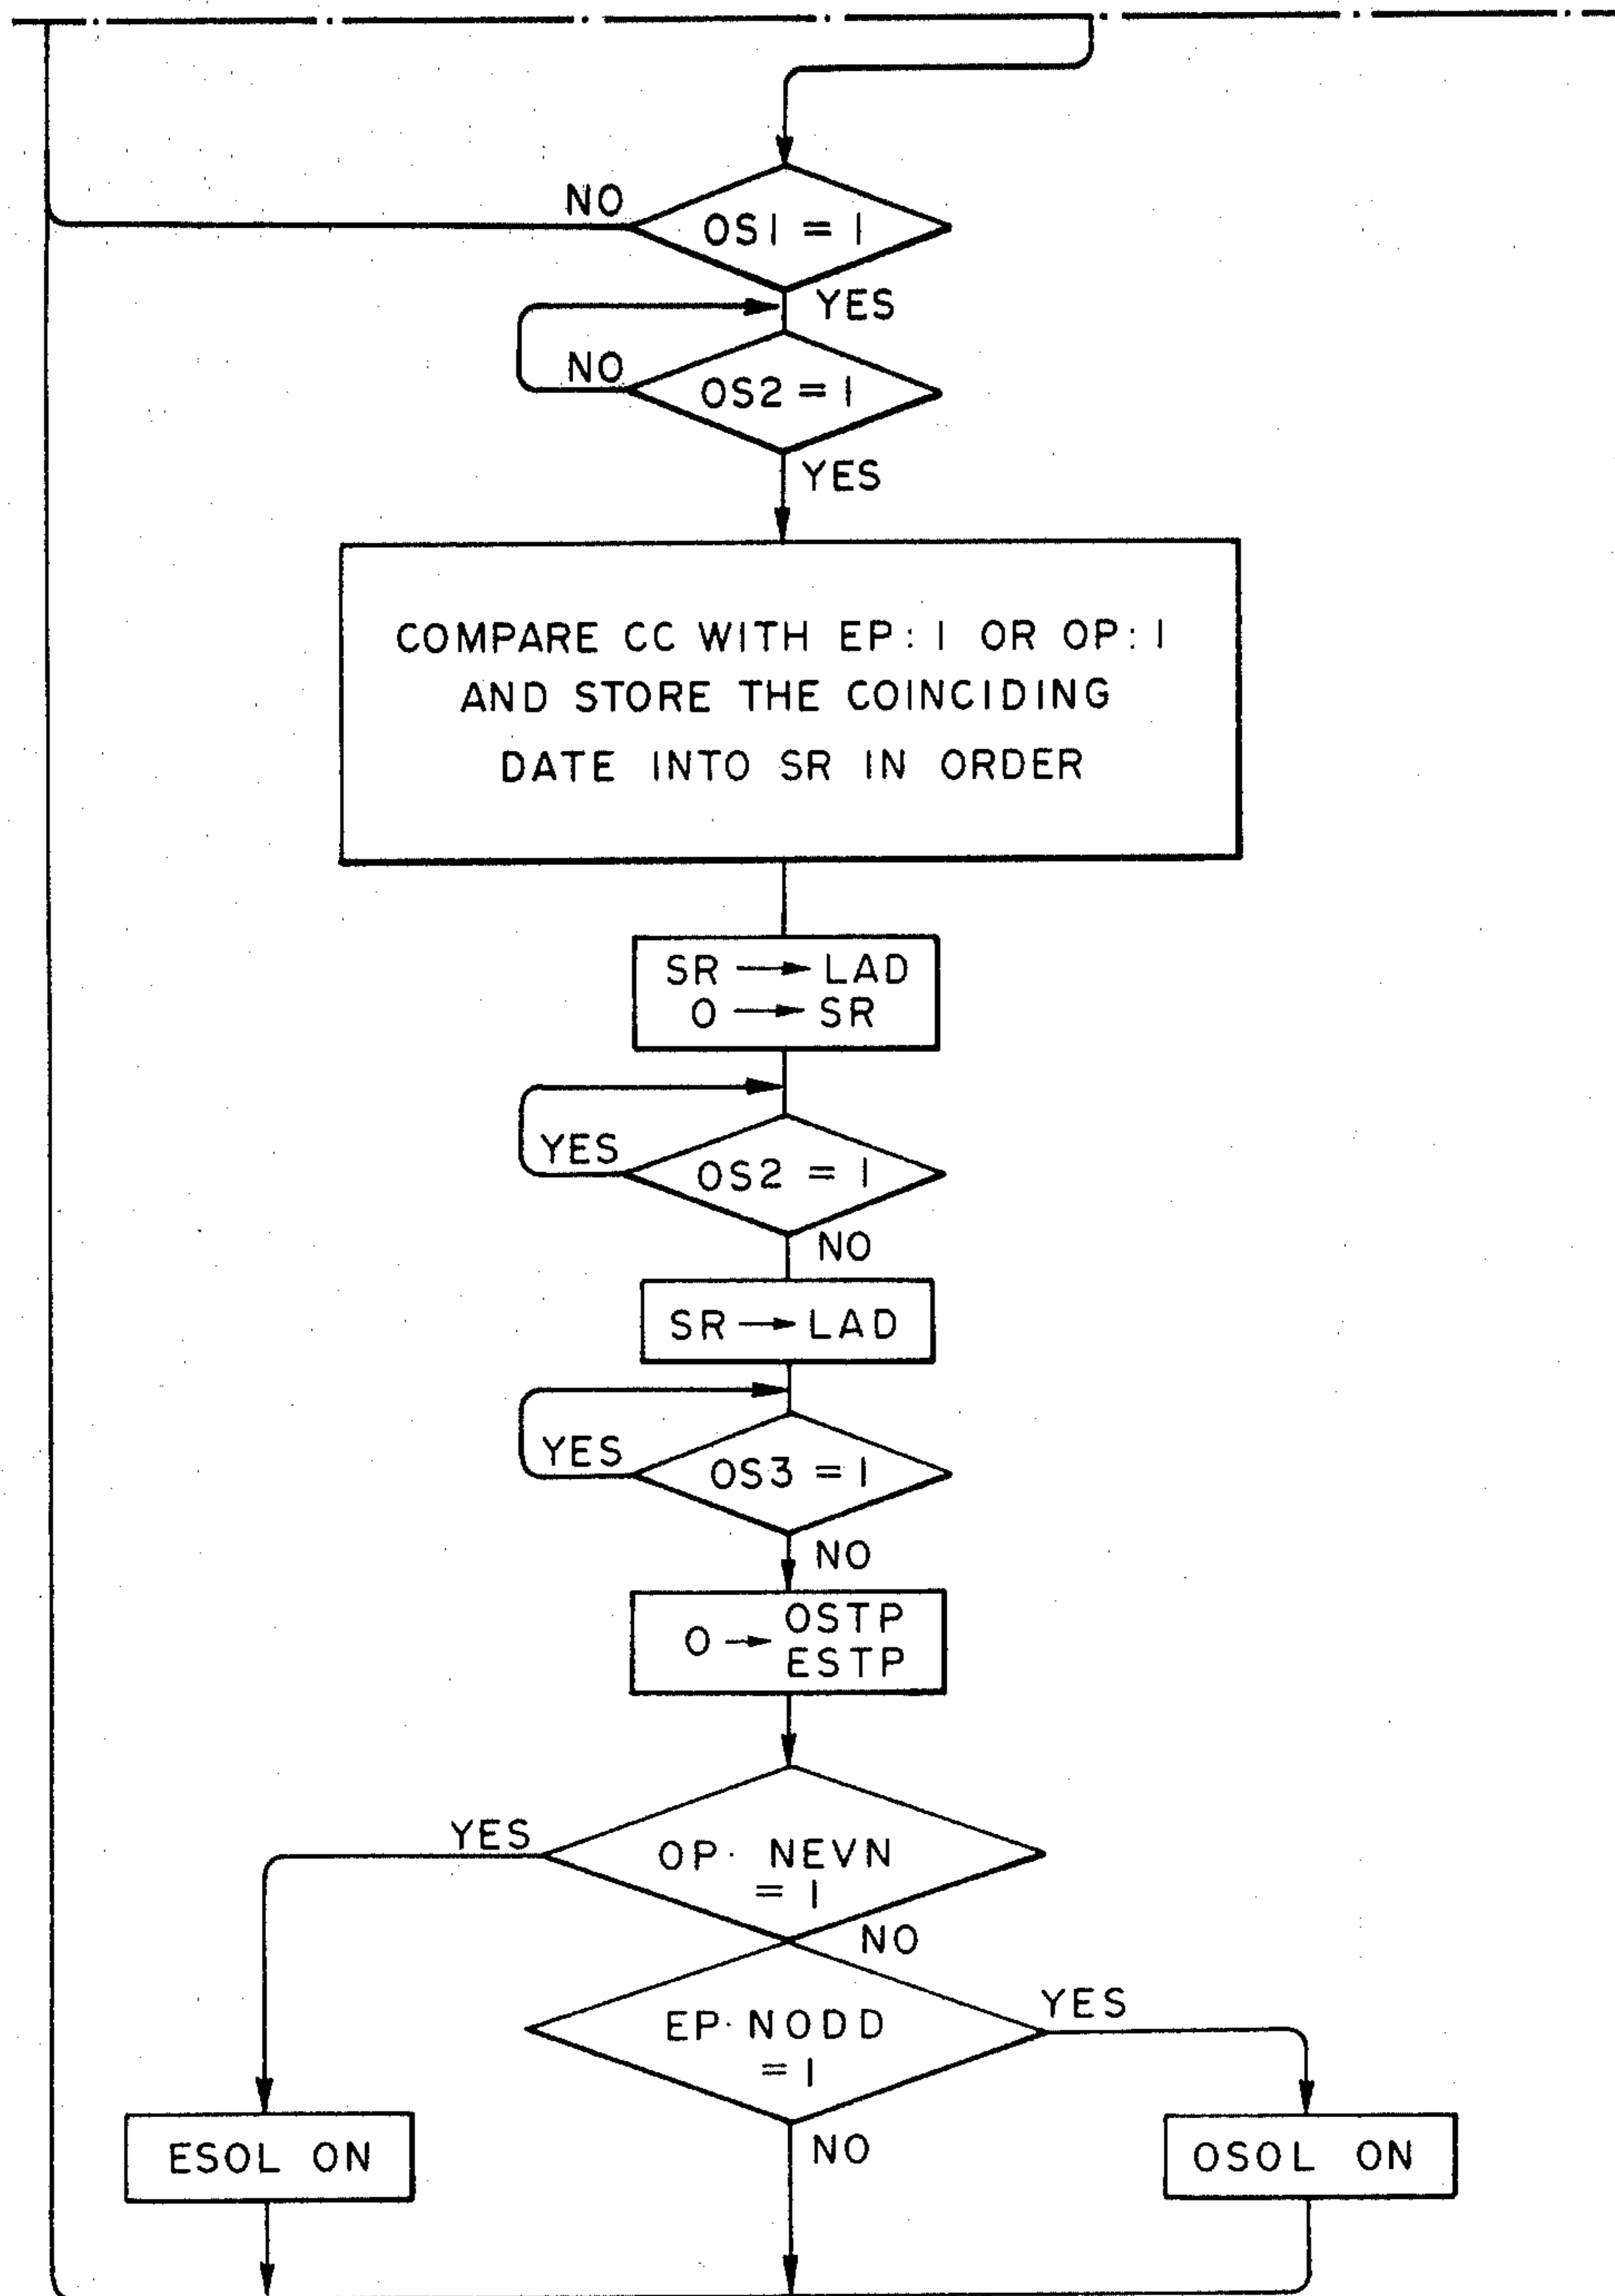 NO
OS1 = 1
YES
NO
OS2 = 1
YES
COMPARE CC WITH EP: 1 OR OP: 1
AND STORE THE COINCIDING
DATE INTO SR IN ORDER
SR → LAD
0 → SR
YES
OS2 = 1
NO
SR → LAD
YES
OS3 = 1
NO
0 → OSTP
ESTP
YES
OP· NEVN
= 1
NO
EP· NODD
= 1
YES
NO
ESOL ON
OSOL ON